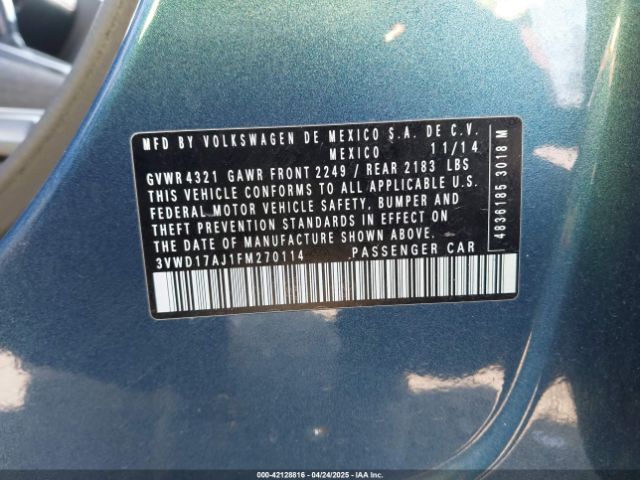 MFD BY VOLKSWAGEN DE MEXICO S.A. DE C.V.
MEXICO 11/14
GVWR 4321 GAWR FRONT 2249 / REAR 2183 LBS
THIS VEHICLE CONFORMS TO ALL APPLICABLE U.S.
FEDERAL MOTOR VEHICLE SAFETY, BUMPER AND
THEFT PREVENTION STANDARDS IN EFFECT ON
THE DATE OF MANUFACTURE SHOWN ABOVE.
3VWD17AJ1FM270114 PASSENGER CAR
4836185 3018 M
000-42128816 - 04/24/2025 - IAAI